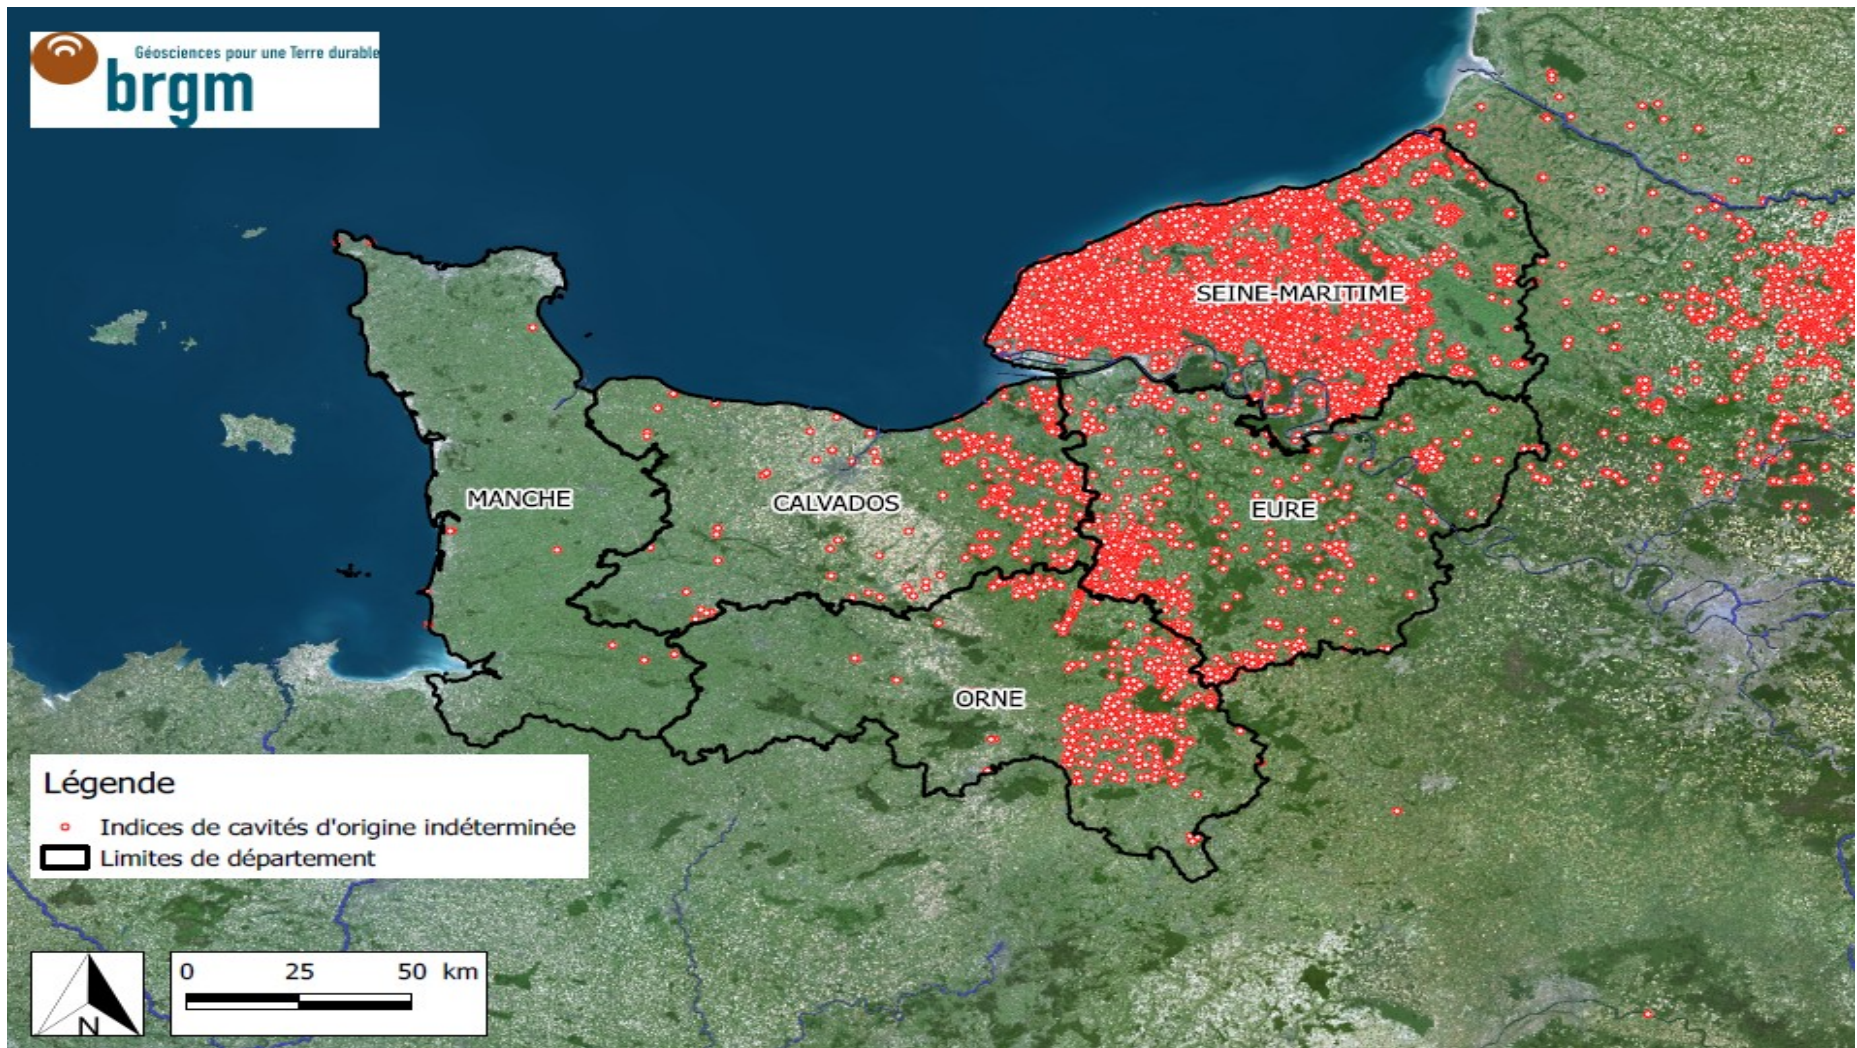 Géosciences pour une Terre durable
brgm
SEINE-MARITIME
MANCHE
CALVADOS
EURE
ORNE
Légende
Indices de cavités d'origine indéterminée
Limites de département
N
0 25 50 km